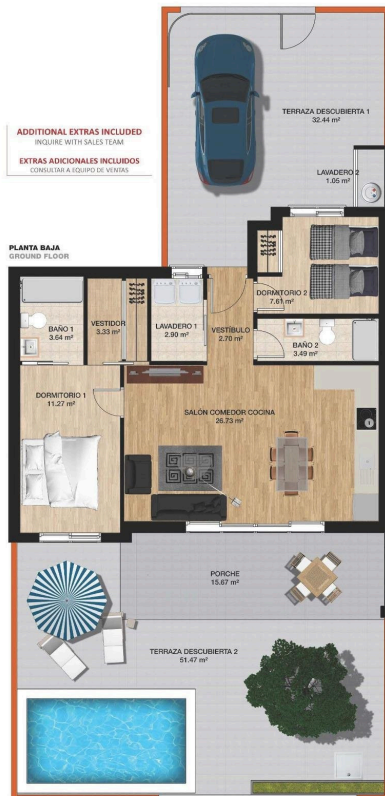 TERRAZA DESCUBIERTA 1
32.44 m²
ADDITIONAL EXTRAS INCLUDED
INQUIRE WITH SALES TEAM
EXTRAS ADICIONALES INCLUIDOS
CONSULTAR A EQUIPO DE VENTAS
LAVADERO 2
1.05 m²
PLANTA BAJA
GROUND FLOOR
DORMITORIO 2
7.61 m²
BAÑO 1
3.64 m²
VESTIDOR
3.33 m²
LAVADERO 1
2.90 m²
VESTÍBULO
2.70 m²
BAÑO 2
3.49 m²
DORMITORIO 1
11.27 m²
SALÓN COMEDOR COCINA
26.73 m²
PORCHE
15.67 m²
TERRAZA DESCUBIERTA 2
51.47 m²